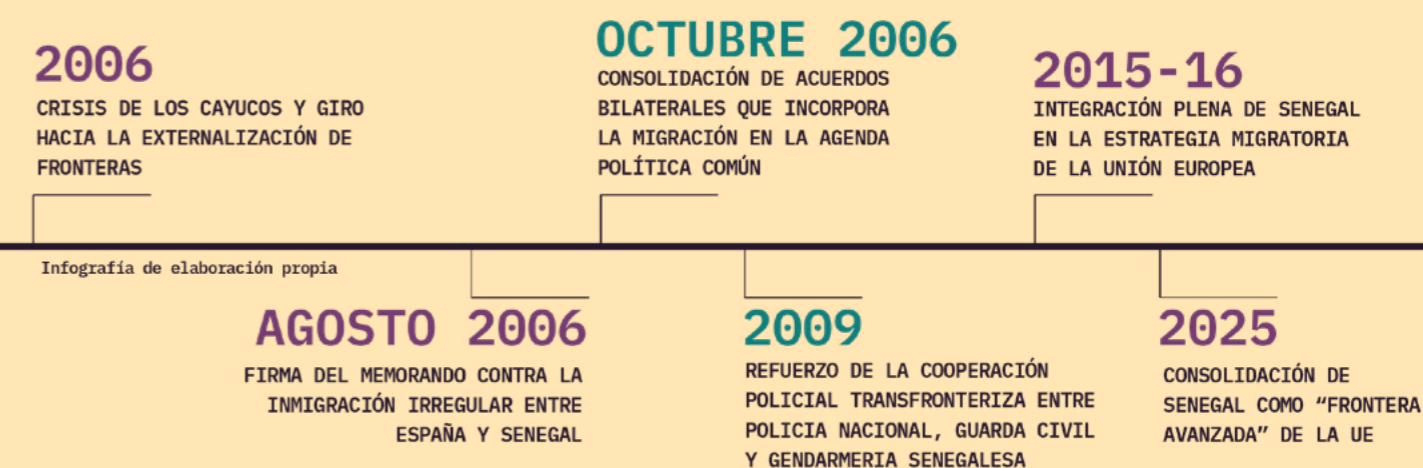 2006
CRISIS DE LOS CAYUCOS Y GIRO
HACIA LA EXTERNALIZACIÓN DE
FRONTERAS
OCTUBRE 2006
CONSOLIDACIÓN DE ACUERDOS
BILATERALES QUE INCORPORA
LA MIGRACIÓN EN LA AGENDA
POLÍTICA COMÚN
2015-16
INTEGRACIÓN PLENA DE SENEGAL
EN LA ESTRATEGIA MIGRATORIA
DE LA UNIÓN EUROPEA
Infografía de elaboración propia
AGOSTO 2006
FIRMA DEL MEMORANDO CONTRA LA
INMIGRACIÓN IRREGULAR ENTRE
ESPAÑA Y SENEGAL
2009
REFUERZO DE LA COOPERACIÓN
POLICIAL TRANSFRONTERIZA ENTRE
POLICIA NACIONAL, GUARDA CIVIL
Y GENDARMERIA SENEGALESA
2025
CONSOLIDACIÓN DE
SENEGAL COMO “FRONTERA
AVANZADA” DE LA UE